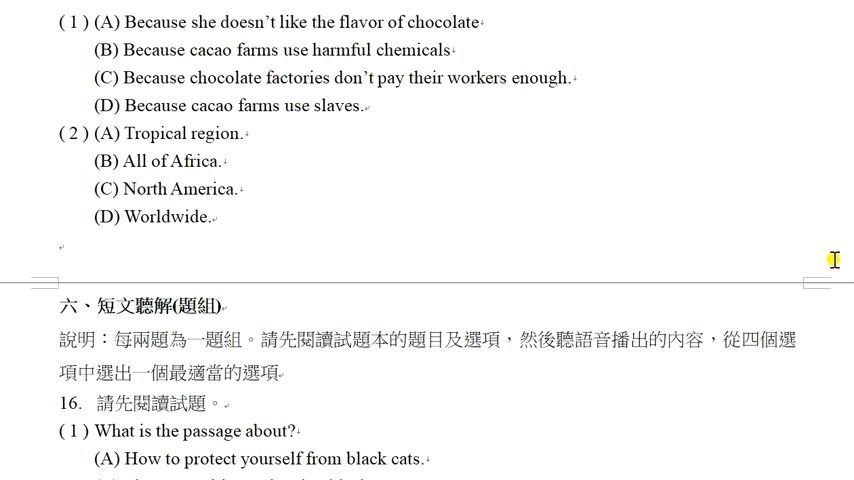 ( 1 ) (A) Because she doesn’t like the flavor of chocolate
(B) Because cacao farms use harmful chemicals
(C) Because chocolate factories don’t pay their workers enough.
(D) Because cacao farms use slaves.
( 2 ) (A) Tropical region.
(B) All of Africa.
(C) North America.
(D) Worldwide.
六、短文聽解(題組)
說明：每兩題為一題組。請先閱讀試題本的題目及選項，然後聽語音播出的內容，從四個選
項中選出一個最適當的選項
16. 請先閱讀試題。
( 1 ) What is the passage about?
(A) How to protect yourself from black cats.